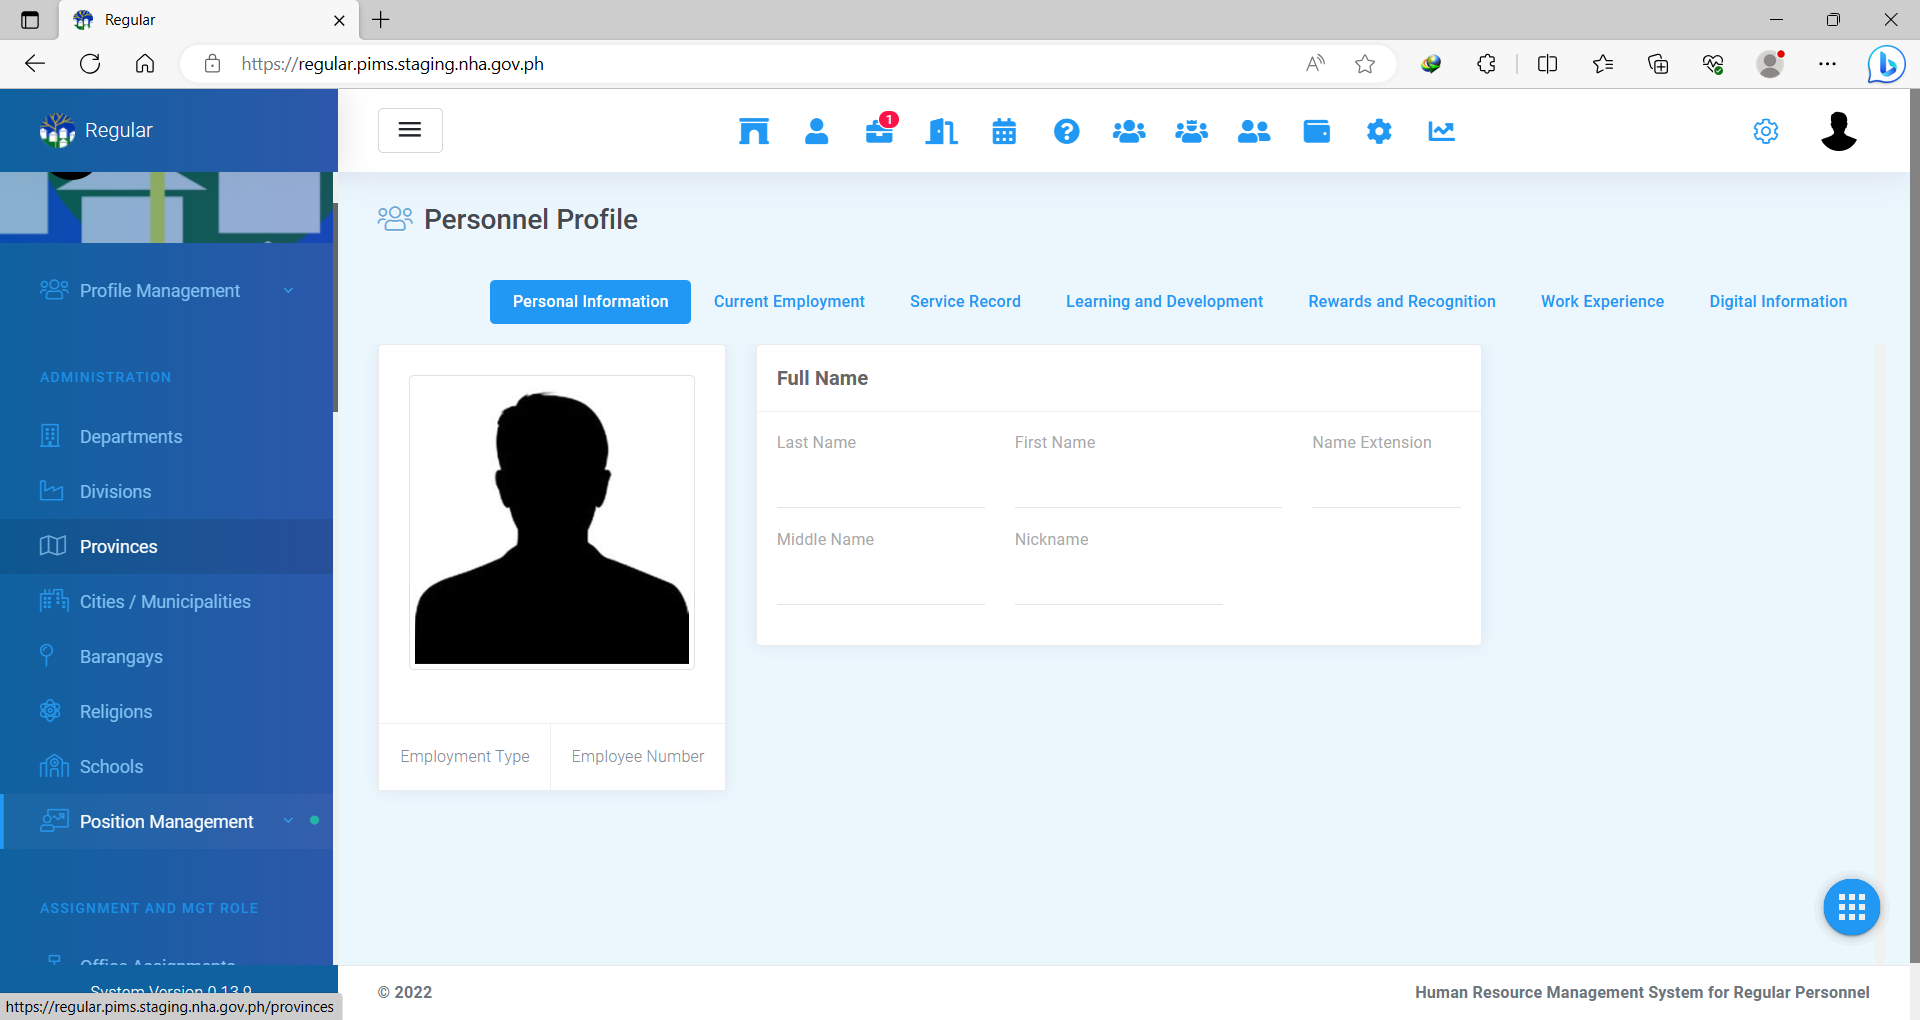 Regular
https://regular.pims.staging.nha.gov.ph
Regular
1
Personnel Profile
Profile Management
ADMINISTRATION
Departments
Divisions
Provinces
Cities / Municipalities
Barangays
Religions
Schools
Position Management
ASSIGNMENT AND MGT ROLE
Office Assignments
System Version 0.13.9
https://regular.pims.staging.nha.gov.ph/provinces
Personal Information
Current Employment
Service Record
Learning and Development
Rewards and Recognition
Work Experience
Digital Information
Employment Type
Employee Number
Full Name
Last Name
First Name
Name Extension
Middle Name
Nickname
© 2022
Human Resource Management System for Regular Personnel